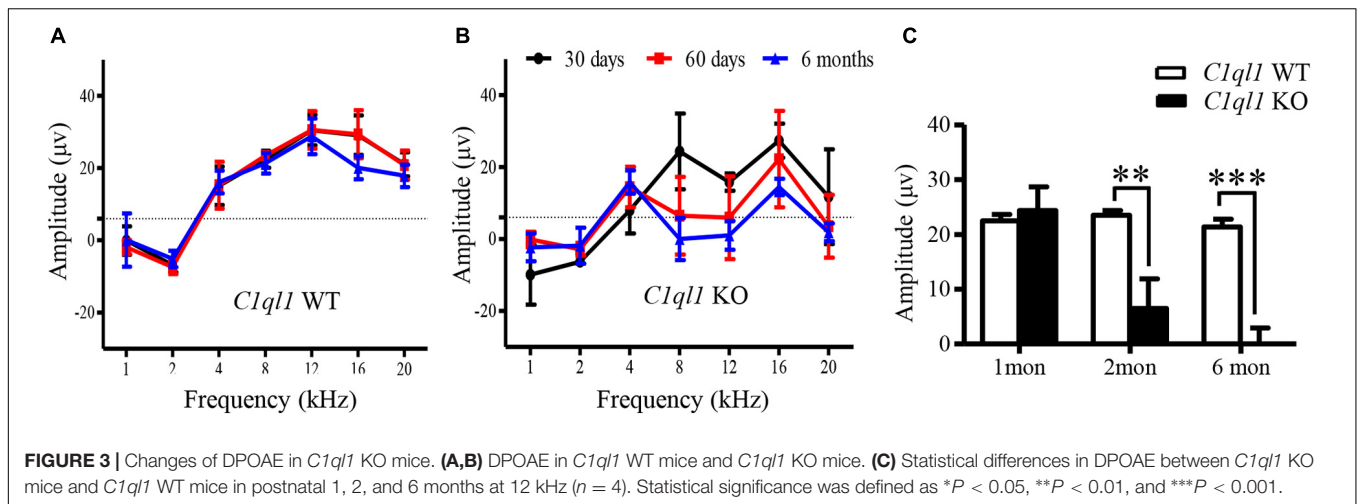 A
B
C
30 days 60 days 6 months
C1ql1 WT
C1ql1 KO
40
20
0
-20
Amplitude (μv)
C1ql1 WT
1 2 4 8 12 16 20
Frequency (kHz)
40
20
0
-20
Amplitude (μv)
C1ql1 KO
1 2 4 8 12 16 20
Frequency (kHz)
40
30
20
10
0
Amplitude (μv)
** ***
1mon 2mon 6 mon
FIGURE 3 | Changes of DPOAE in C1ql1 KO mice. (A,B) DPOAE in C1ql1 WT mice and C1ql1 KO mice. (C) Statistical differences in DPOAE between C1ql1 KO
mice and C1ql1 WT mice in postnatal 1, 2, and 6 months at 12 kHz (n = 4). Statistical significance was defined as *P < 0.05, **P < 0.01, and ***P < 0.001.